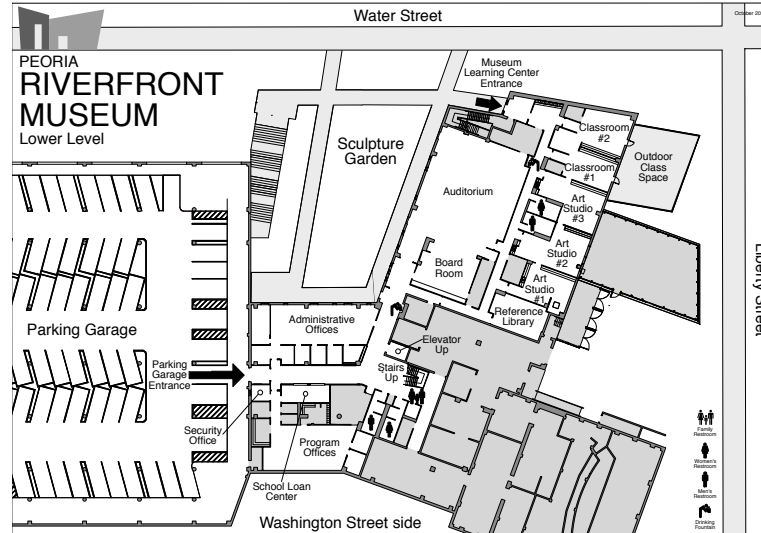 Water Street
October 20
PEORIA
RIVERFRONT
MUSEUM
Lower Level
Museum
Learning Center
Entrance
Sculpture
Garden
Classroom
#2
Classroom
#1
Outdoor
Class
Space
Auditorium
Art
Studio
#3
Art
Studio
#2
Board
Room
Art
Studio
#1
Reference
Library
Liberty Street
Administrative
Offices
Parking Garage
Elevator
Up
Stairs
Up
Parking
Garage
Entrance
Security
Office
Program
Offices
School Loan
Center
Washington Street side
Family
Restroom
Women's
Restroom
Men's
Restroom
Drinking
Fountain